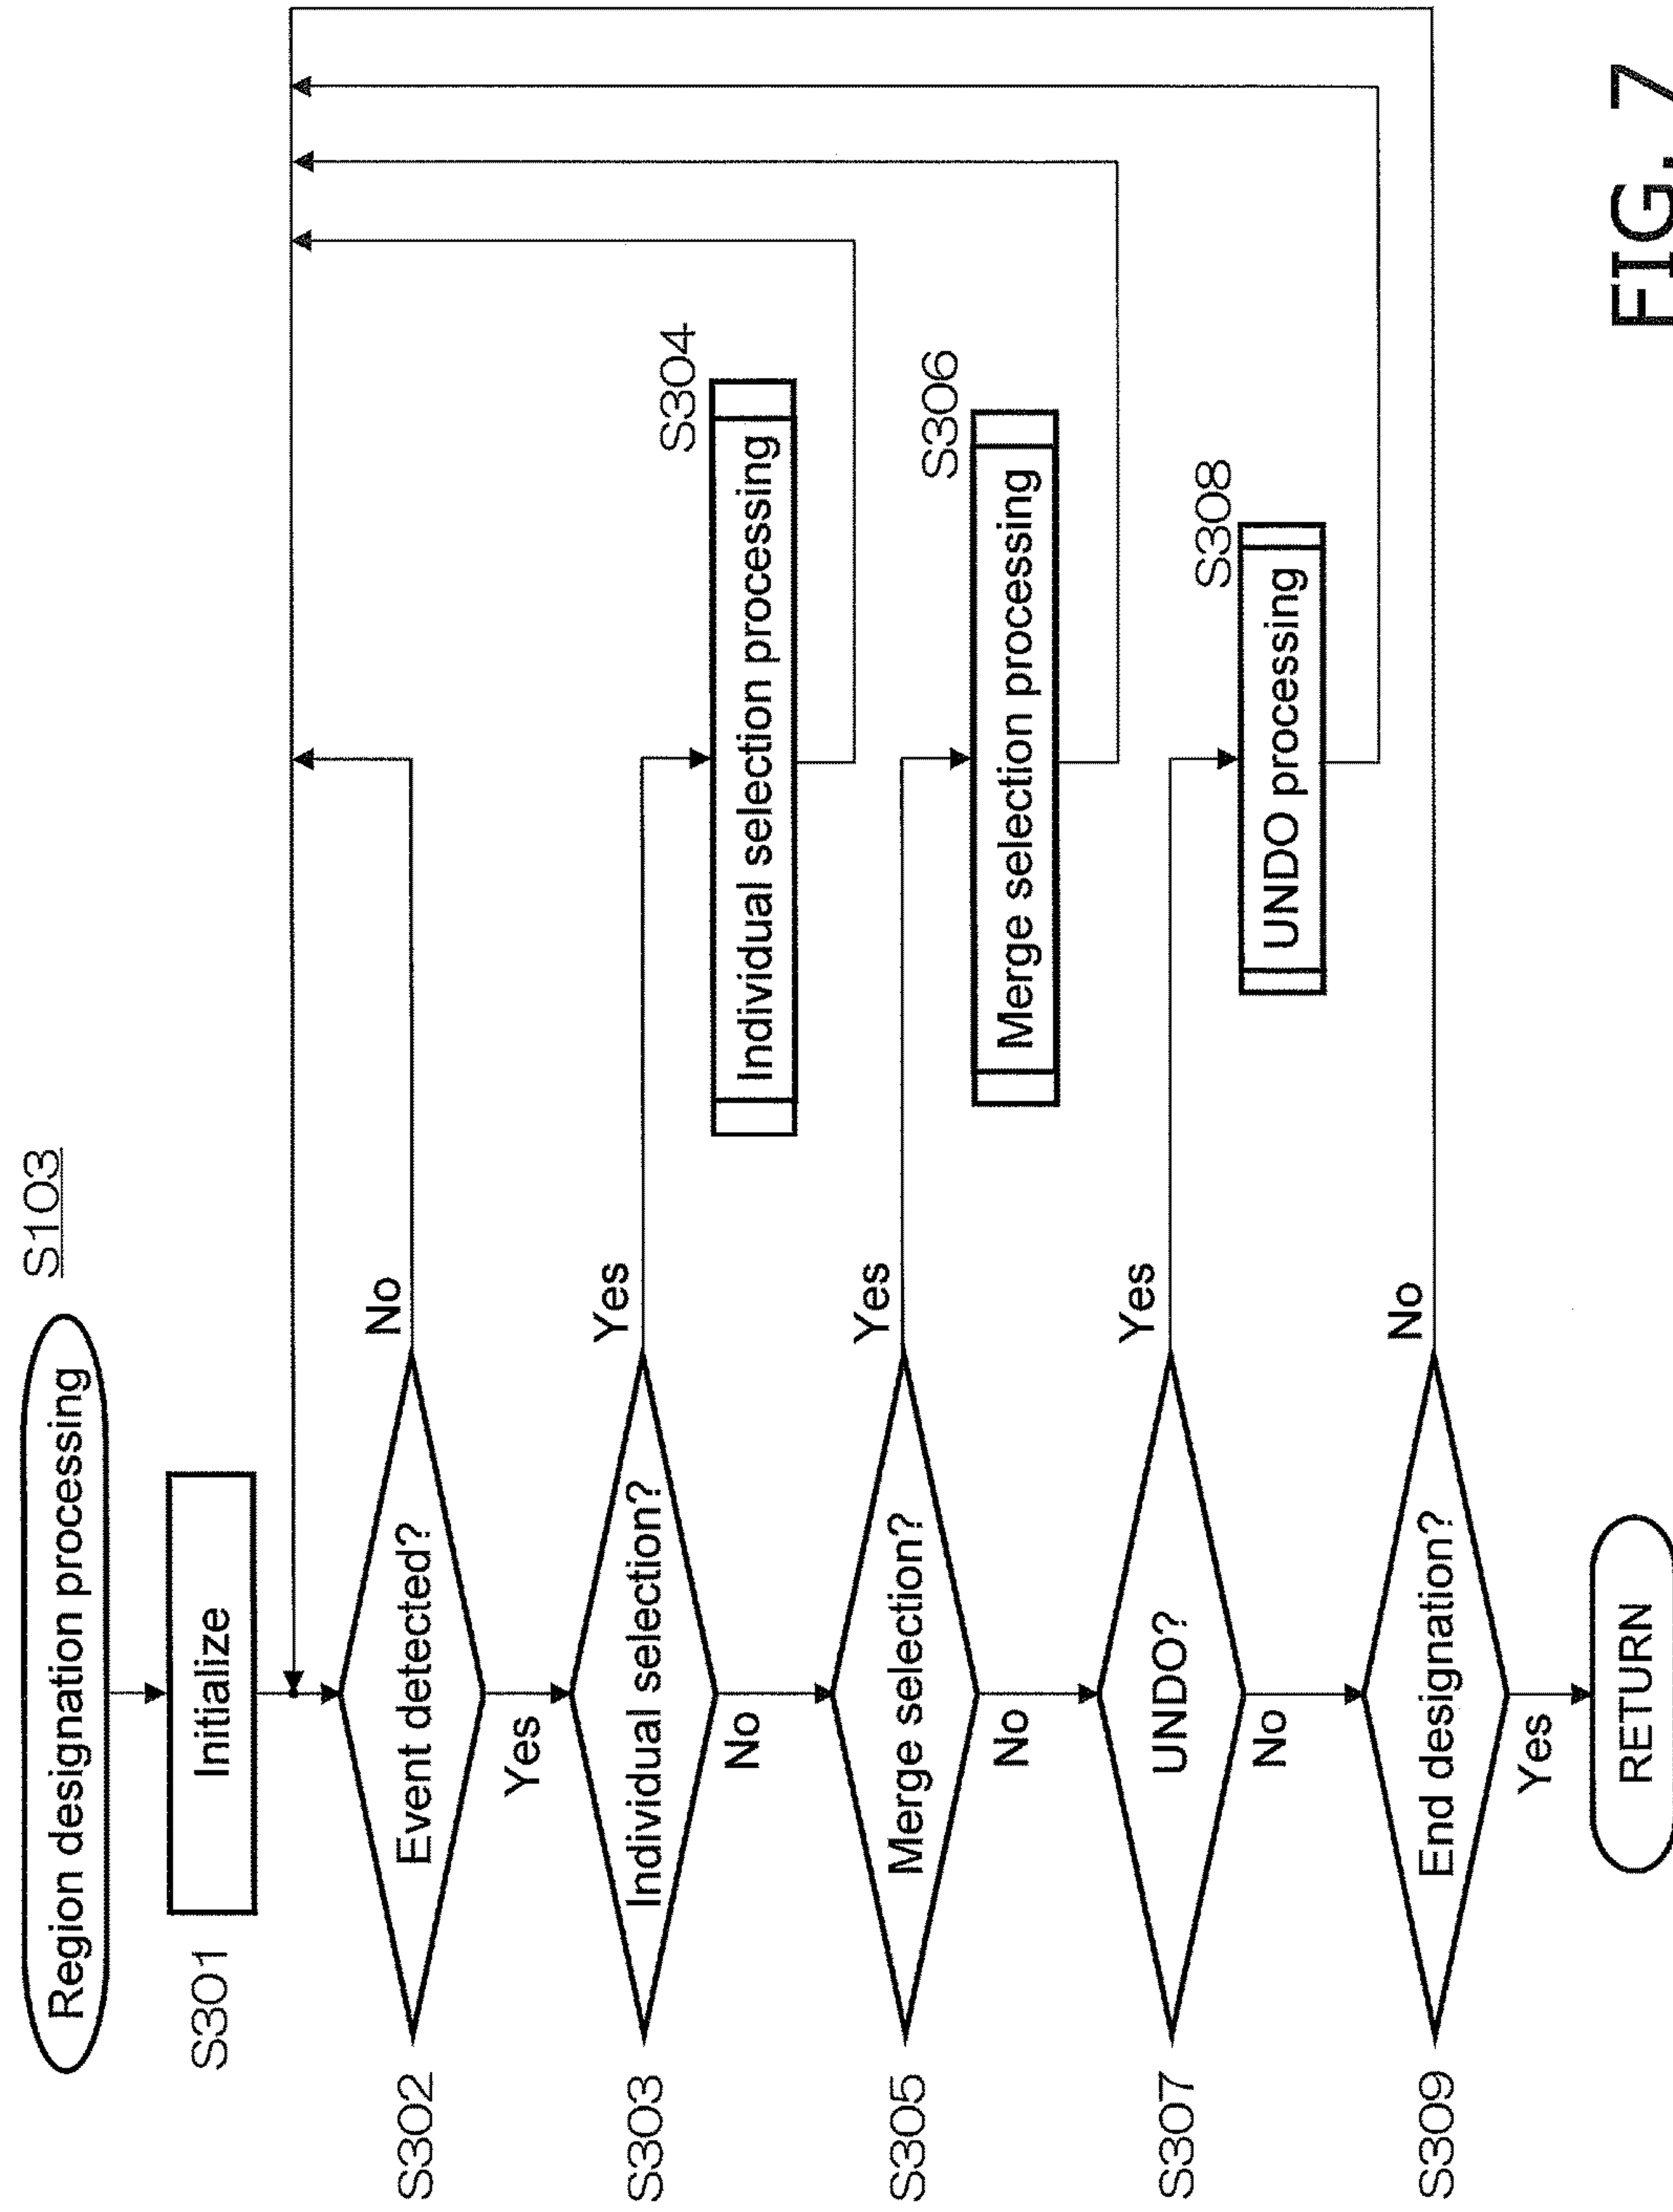 S103
Region designation processing
S301
Initialize
S302
Event detected?
No
Yes
S303
Individual selection?
Yes
No
S304
Individual selection processing
S305
Merge selection?
Yes
No
S306
Merge selection processing
S307
UNDO?
Yes
No
S308
UNDO processing
S309
End designation?
No
Yes
RETURN
FIG. 7